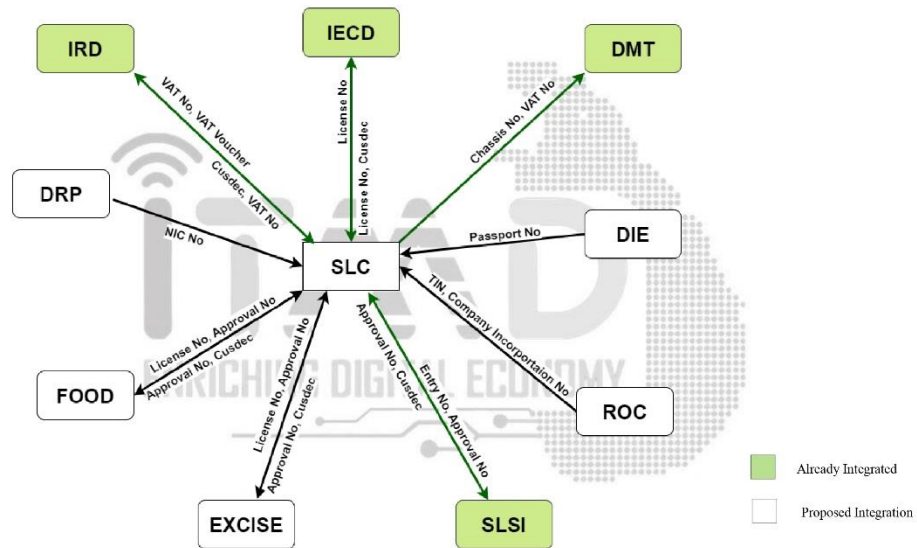 IECD
IRD
DMT
VAT No, VAT Voucher
Cusdec, VAT No
License No
License No, Cusdec
Chassis No, VAT No
DRP
NIC No
DIE
Passport No
SLC
ITMD
ENRICHING DIGITAL ECONOMY
TIN, Company Incorportaion No
License No, Approval No
Approval No, Cusdec
FOOD
License No, Approval No
Approval No, Cusdec
Entry No, Approval No
Approval No, Cusdec
ROC
EXCISE
SLSI
Already Integrated
Proposed Integration